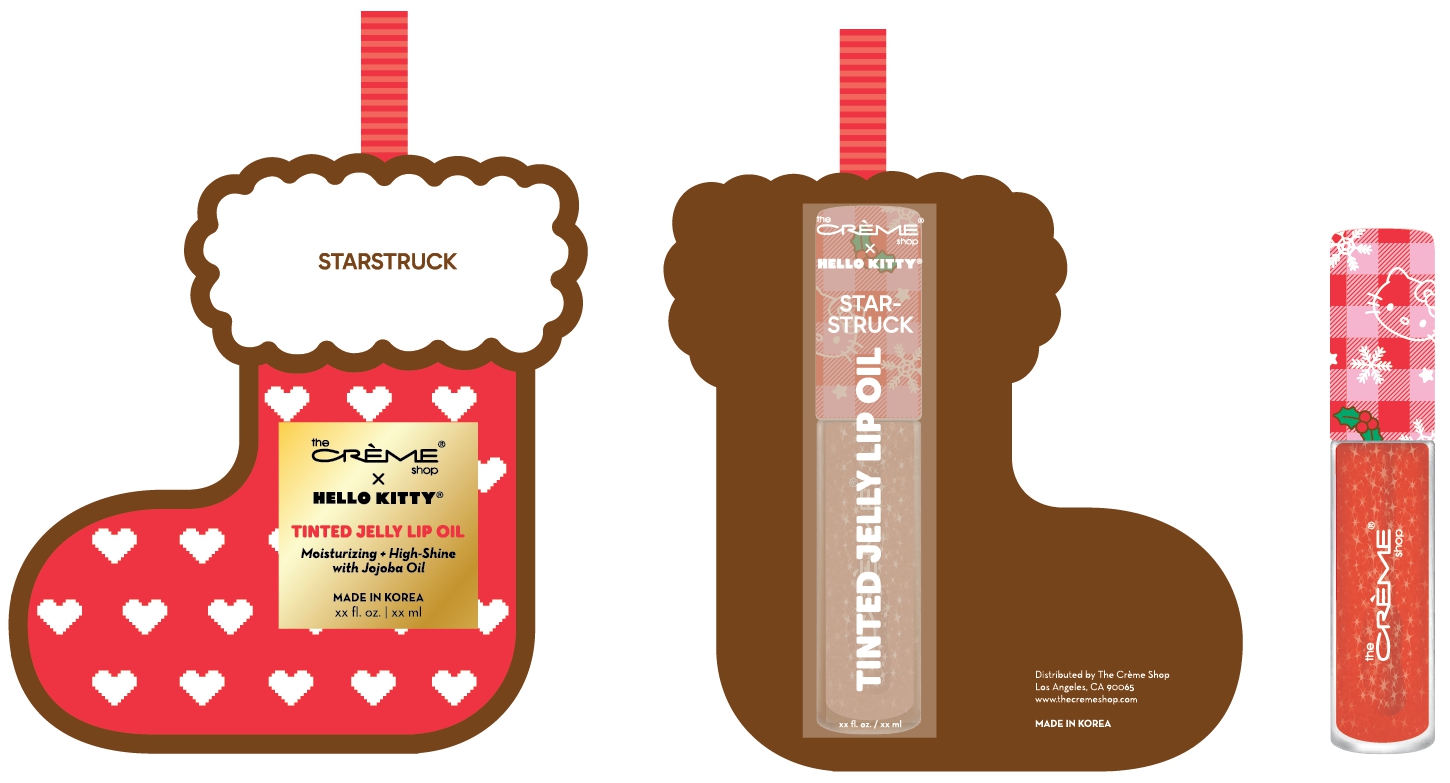 STARSTRUCK
the
CRÈME®
shop
×
HELLO KITTY®
TINTED JELLY LIP OIL
Moisturizing + High-Shine
with Jojoba Oil
MADE IN KOREA
xx fl. oz. | xx ml
the
CRÈME®
shop
×
HELLO KITTY®
STAR-
STRUCK
TINTED JELLY LIP OIL
xx fl. oz. / xx ml
Distributed by The Crème Shop
Los Angeles, CA 90065
www.thecremeshop.com
MADE IN KOREA
the
CRÈME®
shop